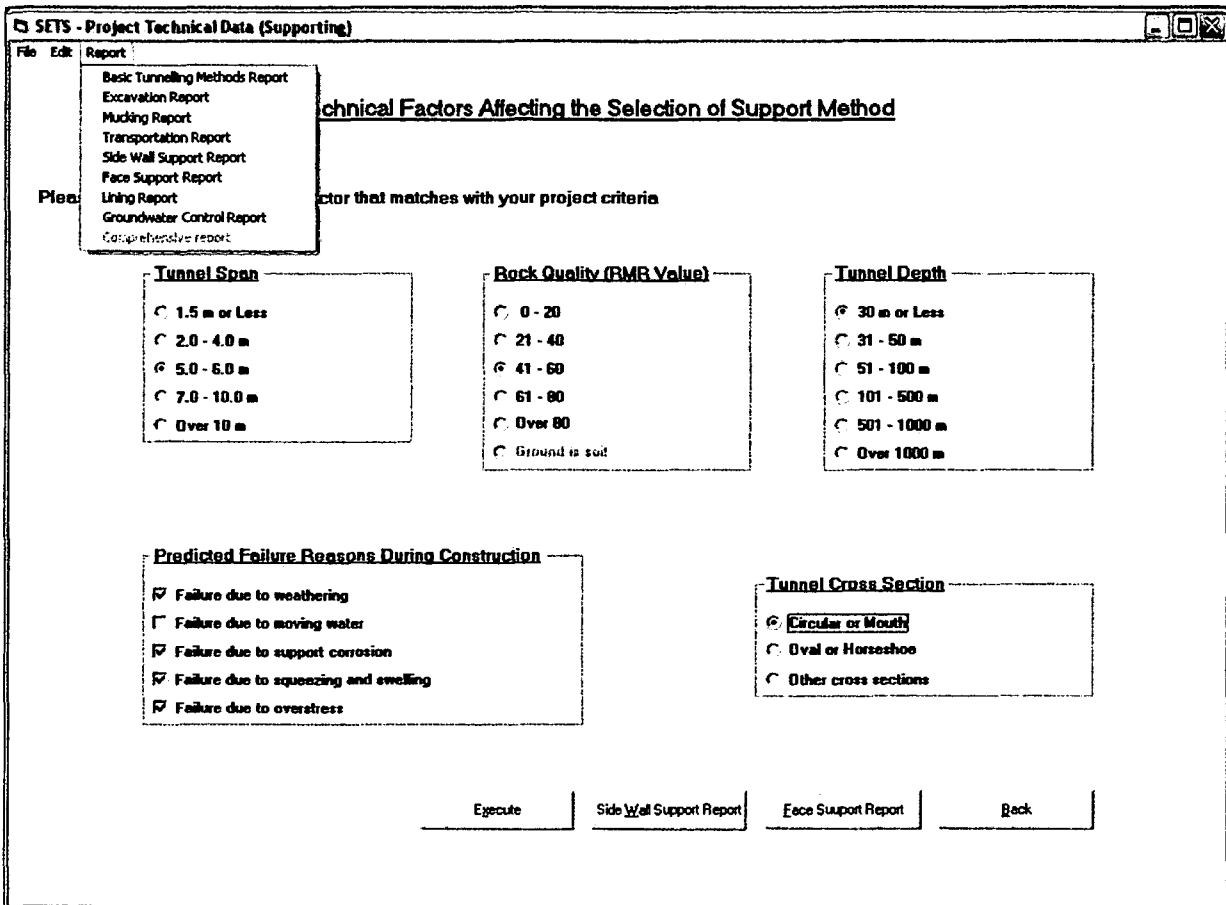 SETS - Project Technical Data (Supporting)
File Edit Report
Basic Tunnelling Methods Report
Excavation Report
Mucking Report
Transportation Report
Side Wall Support Report
Face Support Report
Lining Report
Groundwater Control Report
Comprehensive report
chnical Factors Affecting the Selection of Support Method
Plea ctor that matches with your project criteria
Tunnel Span
1.5 m or Less
2.0 - 4.0 m
5.0 - 6.0 m
7.0 - 10.0 m
Over 10 m
Rock Quality (RMR Value)
0 - 20
21 - 40
41 - 60
61 - 80
Over 80
Ground is soil
Tunnel Depth
30 m or Less
31 - 50 m
51 - 100 m
101 - 500 m
501 - 1000 m
Over 1000 m
Predicted Failure Reasons During Construction
Failure due to weathering
Failure due to moving water
Failure due to support corrosion
Failure due to squeezing and swelling
Failure due to overstress
Tunnel Cross Section
Circular or Mouth
Oval or Horseshoe
Other cross sections
Execute Side Wall Support Report Face Suuport Report Back